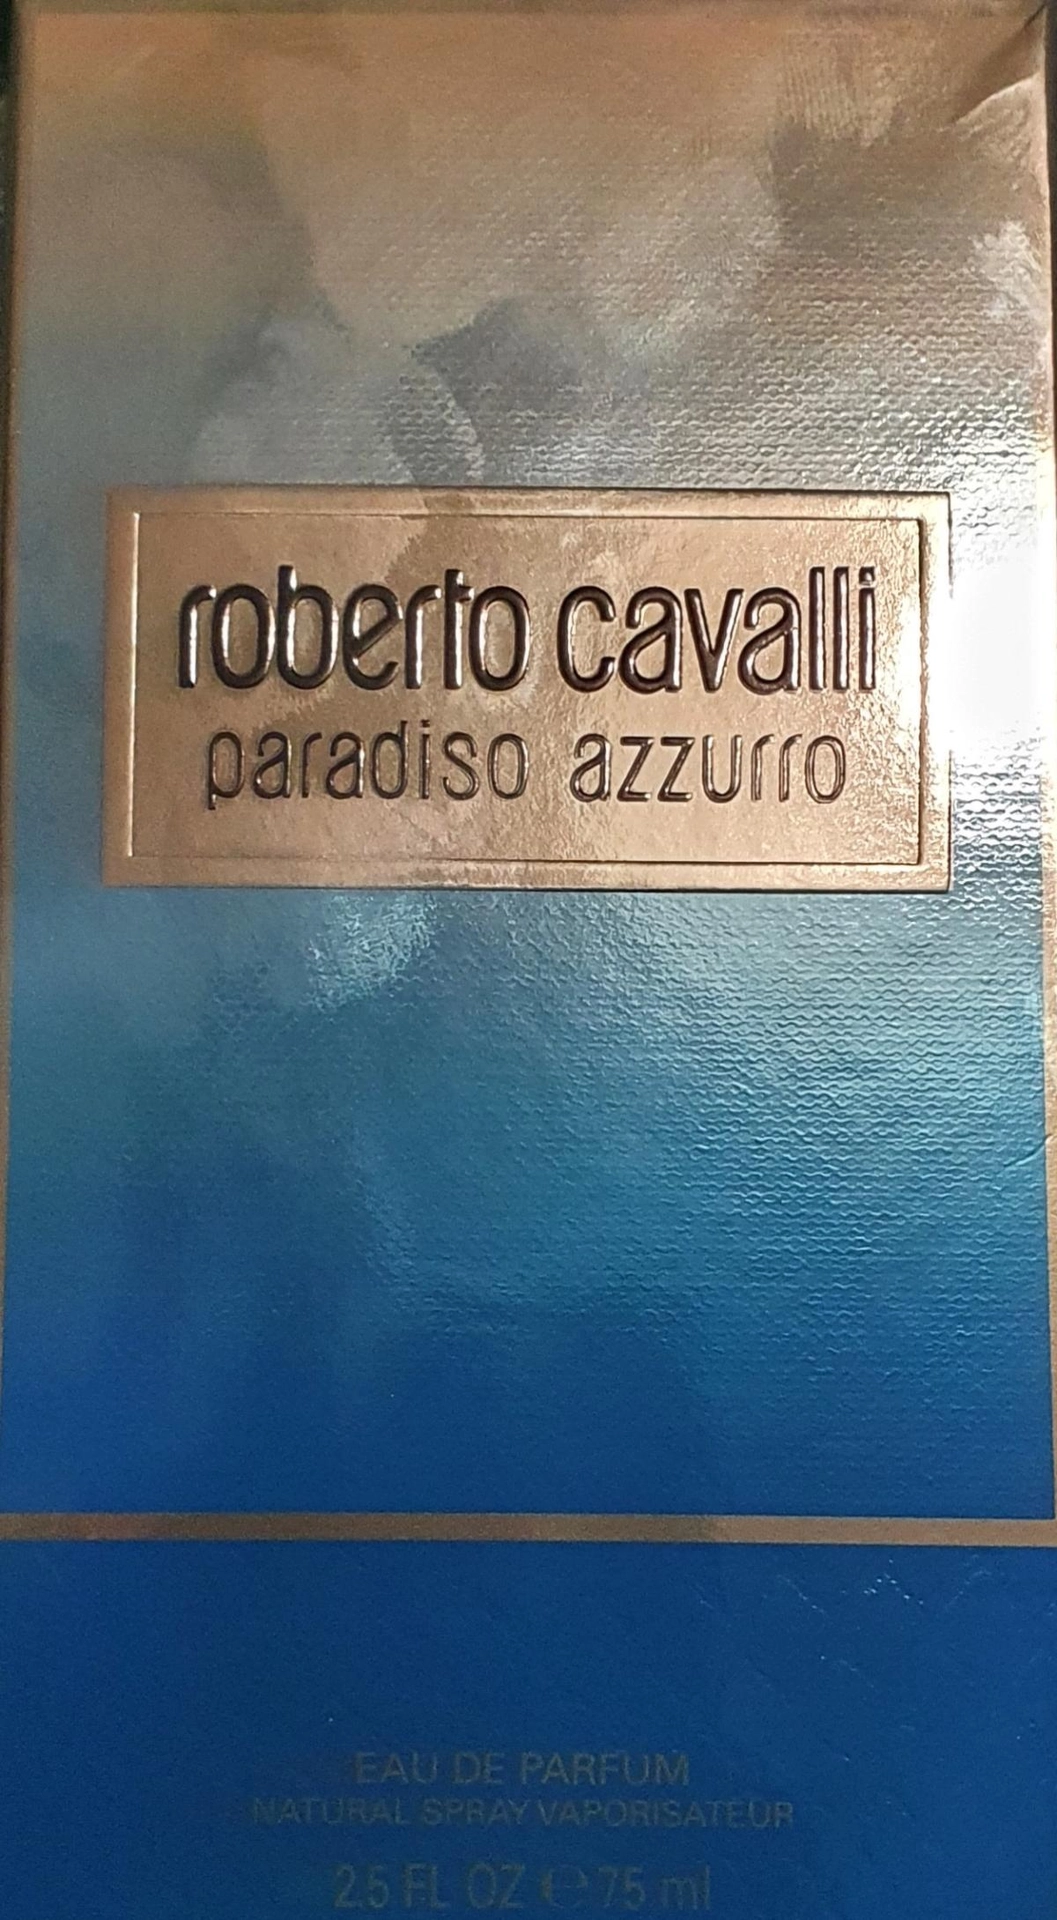 roberto cavalli
paradiso azzurro
EAU DE PARFUM
NATURAL SPRAY VAPORISATEUR
2.5 FL OZ ℮ 75 ml